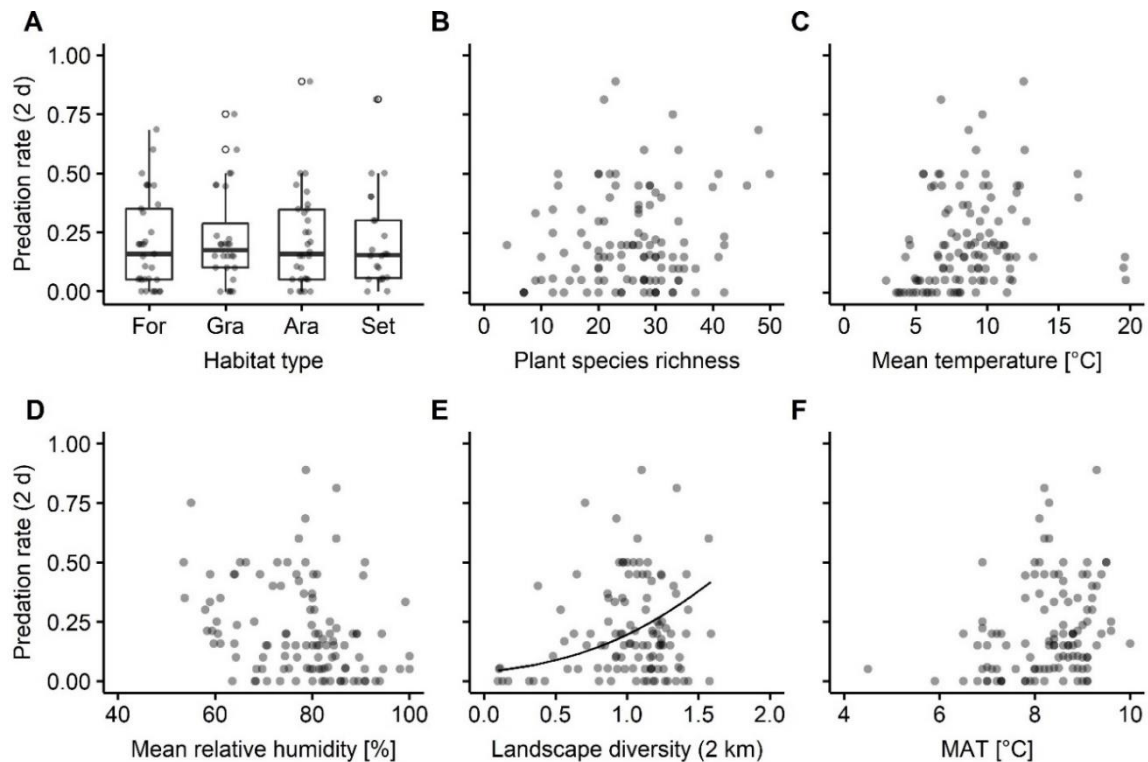 A
B
C
Predation rate (2 d)
1.00
0.75
0.50
0.25
0.00
For Gra Ara Set
0 10 20 30 40 50
0 5 10 15 20
Habitat type
Plant species richness
Mean temperature [°C]
D
E
F
Predation rate (2 d)
1.00
0.75
0.50
0.25
0.00
40 60 80 100
0.0 0.5 1.0 1.5 2.0
4 6 8 10
Mean relative humidity [%]
Landscape diversity (2 km)
MAT [°C]